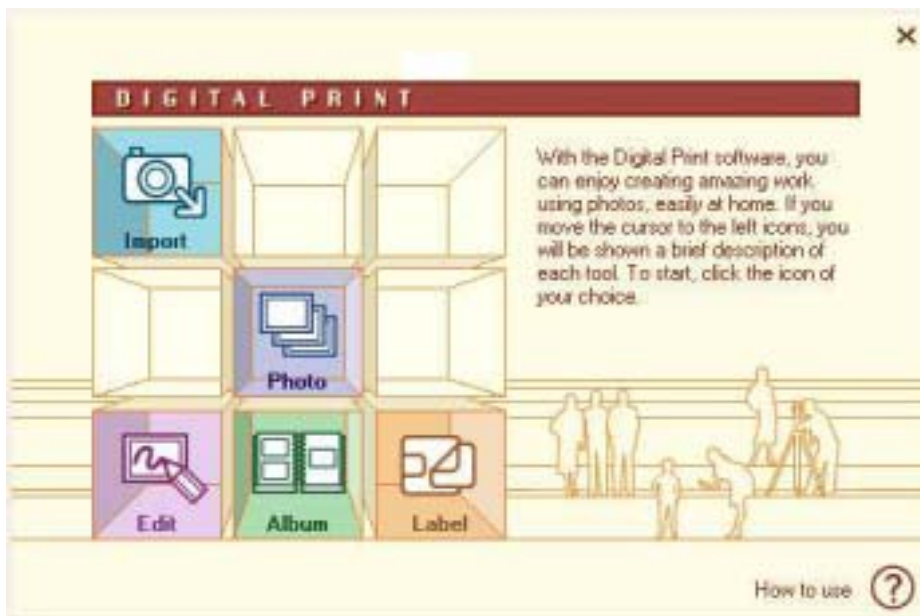 DIGITAL PRINT
Import
With the Digital Print software, you
can enjoy creating amazing work
using photos, easily at home. If you
move the cursor to the left icons, you
will be shown a brief description of
each tool. To start, click the icon of
your choice.
Photo
Edit
Album
Label
How to use
?